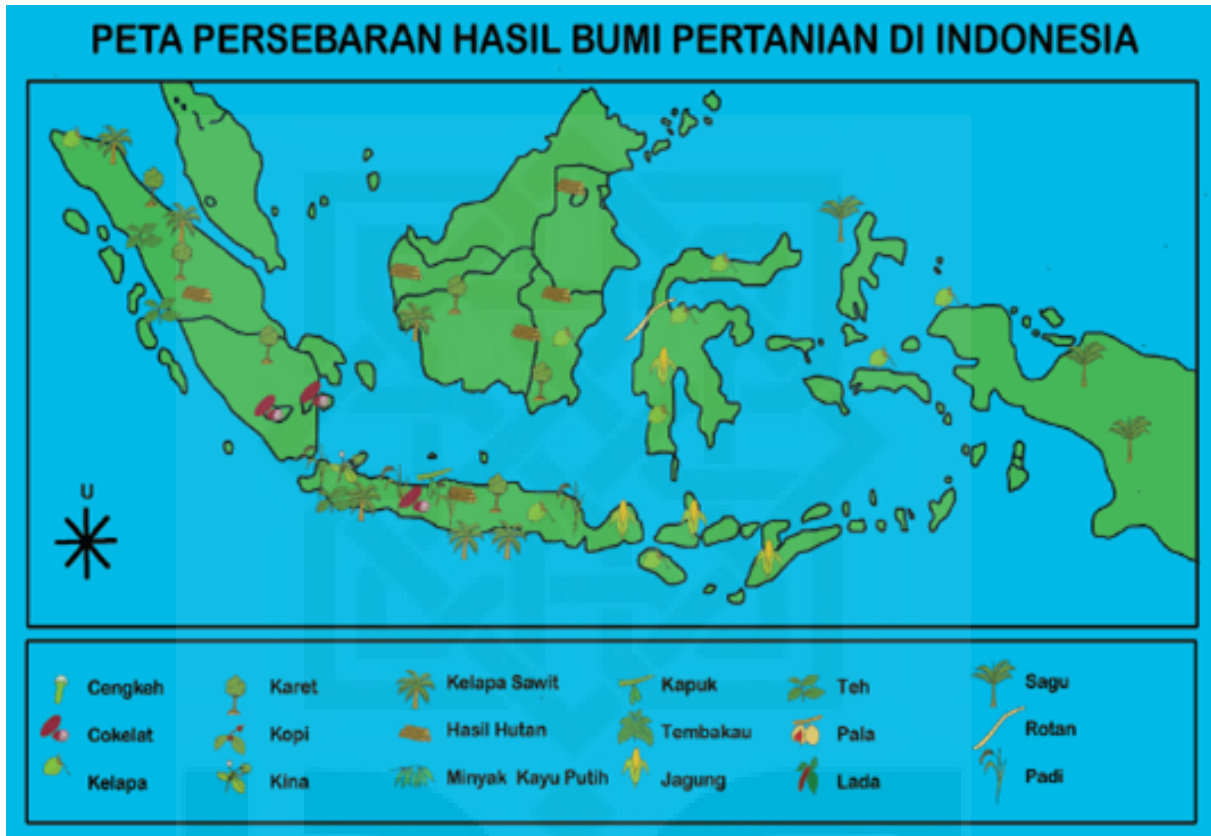 PETA PERSEBARAN HASIL BUMI PERTANIAN DI INDONESIA
U
Cengkeh Karet Kelapa Sawit Kapuk Teh Sagu
Cokelat Kopi Hasil Hutan Tembakau Pala Rotan
Kelapa Kina Minyak Kayu Putih Jagung Lada Padi